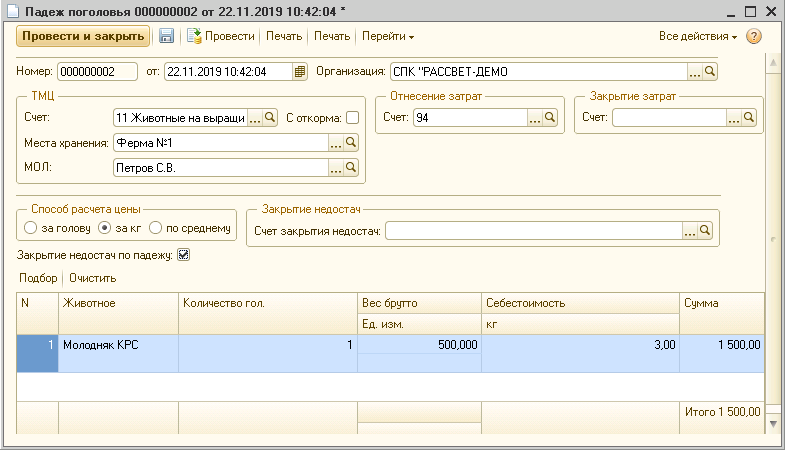 Падеж поголовья 000000002 от 22.11.2019 10:42:04 *
Провести и закрыть Провести Печать Печать Перейти Все действия
Номер: 000000002 от: 22.11.2019 10:42:04 Организация: СПК "РАССВЕТ-ДЕМО
ТМЦ Отнесение затрат Закрытие затрат
Счет: 11 Животные на выращи ... С откорма: Счет: 94 ... Счет: ...
Места хранения: Ферма №1 ...
МОЛ: Петров С.В. ...
Способ расчета цены Закрытие недостач
за голову за кг по среднему Счет закрытия недостач: ...
Закрытие недостач по падежу:
Подбор Очистить
N Животное Количество гол. Вес брутто Себестоимость Сумма
Ед. изм. кг
1 Молодняк КРС 1 500,000 3,00 1 500,00
Итого 1 500,00